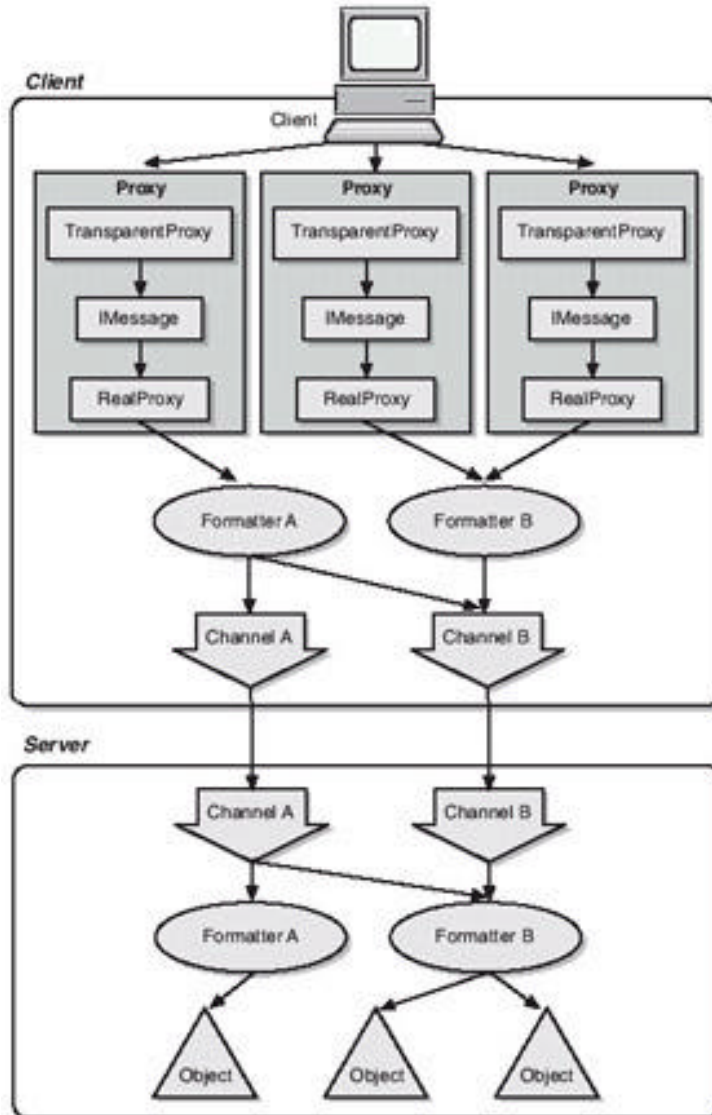 Client
Client
Proxy Proxy Proxy
TransparentProxy TransparentProxy TransparentProxy
IMessage IMessage IMessage
RealProxy RealProxy RealProxy
Formatter A Formatter B
Channel A Channel B
Server
Channel A Channel B
Formatter A Formatter B
Object Object Object